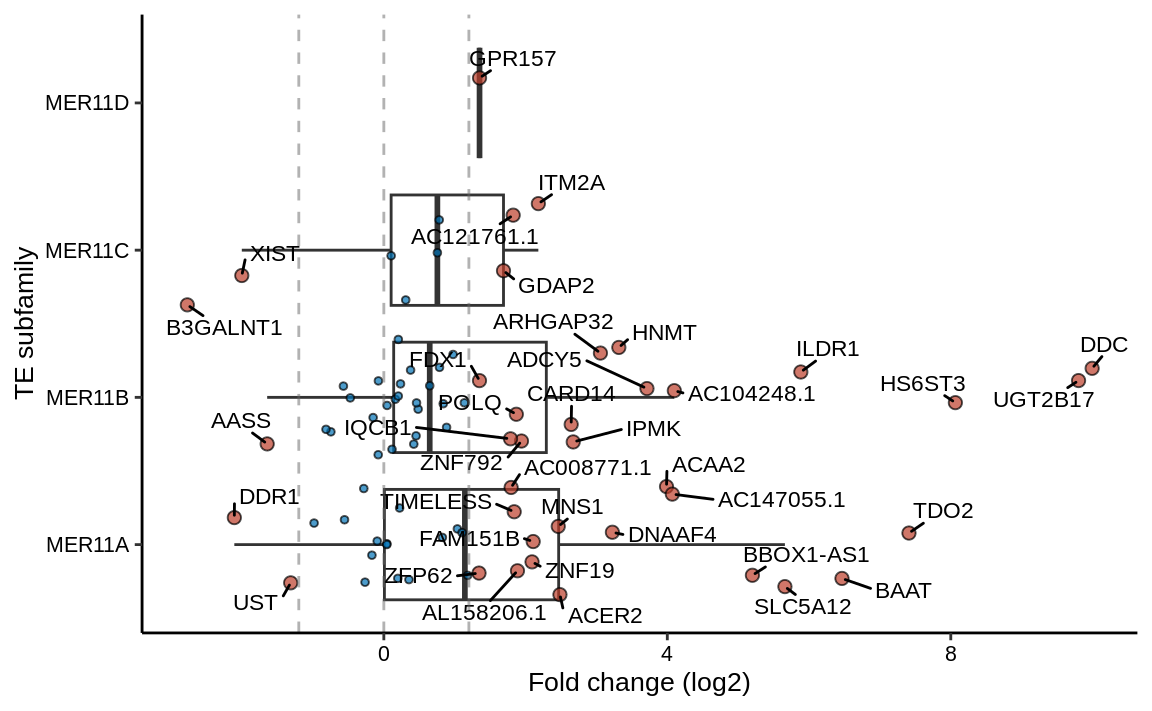 GPR157
MER11D
ITM2A
AC121761.1
MER11C
XIST
GDAP2
B3GALNT1
ARHGAP32
HNMT
ILDR1
DDC
FDX1
ADCY5
HS6ST3
UGT2B17
AC104248.1
CARD14
MER11B
POLQ
AASS
IQCB1
IPMK
ZNF792
AC008771.1
ACAA2
DDR1
TIMELESS
MNS1
AC147055.1
TDO2
FAM151B
DNAAF4
MER11A
BBOX1-AS1
ZFP62
ZNF19
BAAT
UST
AL158206.1
ACER2
SLC5A12
TE subfamily
0
4
8
Fold change (log2)